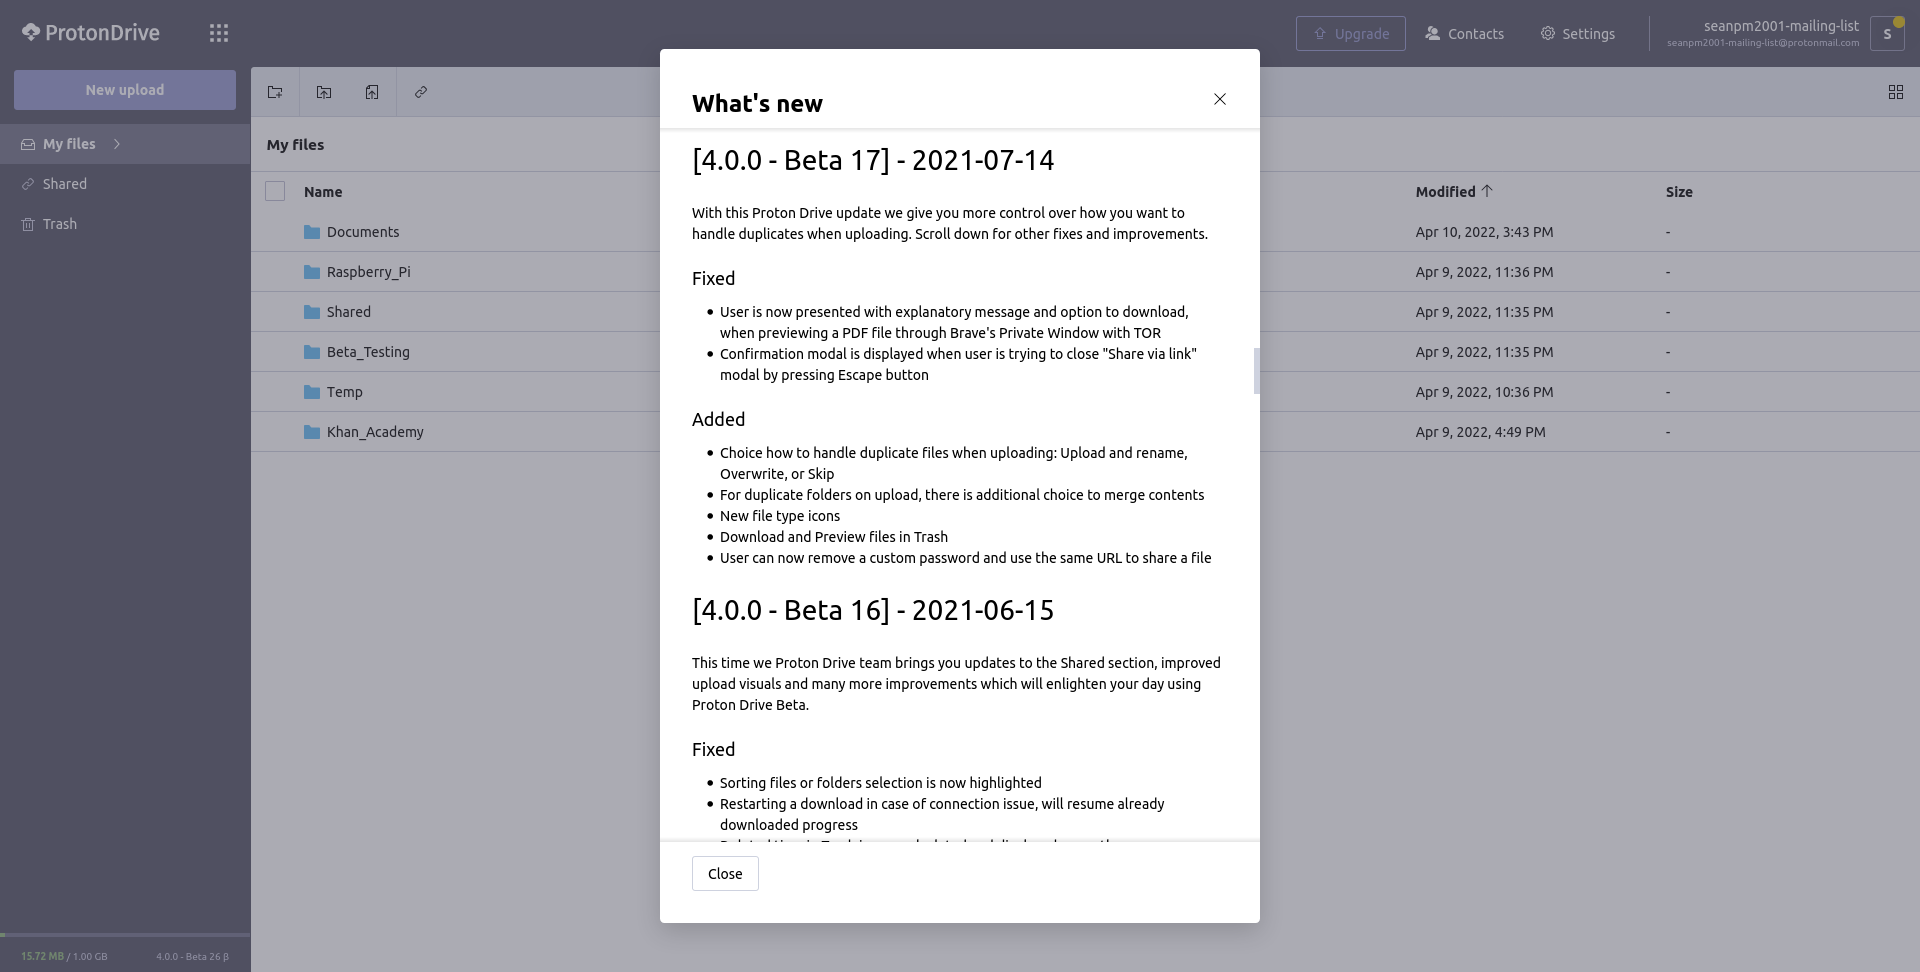 ProtonDrive
Upgrade
Contacts
Settings
seanpm2001-mailing-list
seanpm2001-mailing-list@protonmail.com
S
New upload
My files
Shared
Trash
15.72 MB / 1.00 GB
4.0.0 - Beta 26 β
My files
Name
Modified
Size
Documents
Apr 10, 2022, 3:43 PM
-
Raspberry_Pi
Apr 9, 2022, 11:36 PM
-
Shared
Apr 9, 2022, 11:35 PM
-
Beta_Testing
Apr 9, 2022, 11:35 PM
-
Temp
Apr 9, 2022, 10:36 PM
-
Khan_Academy
Apr 9, 2022, 4:49 PM
-
What's new
[4.0.0 - Beta 17] - 2021-07-14
With this Proton Drive update we give you more control over how you want to
handle duplicates when uploading. Scroll down for other fixes and improvements.
Fixed
• User is now presented with explanatory message and option to download,
when previewing a PDF file through Brave's Private Window with TOR
• Confirmation modal is displayed when user is trying to close "Share via link"
modal by pressing Escape button
Added
• Choice how to handle duplicate files when uploading: Upload and rename,
Overwrite, or Skip
• For duplicate folders on upload, there is additional choice to merge contents
• New file type icons
• Download and Preview files in Trash
• User can now remove a custom password and use the same URL to share a file
[4.0.0 - Beta 16] - 2021-06-15
This time we Proton Drive team brings you updates to the Shared section, improved
upload visuals and many more improvements which will enlighten your day using
Proton Drive Beta.
Fixed
• Sorting files or folders selection is now highlighted
• Restarting a download in case of connection issue, will resume already
downloaded progress
Close